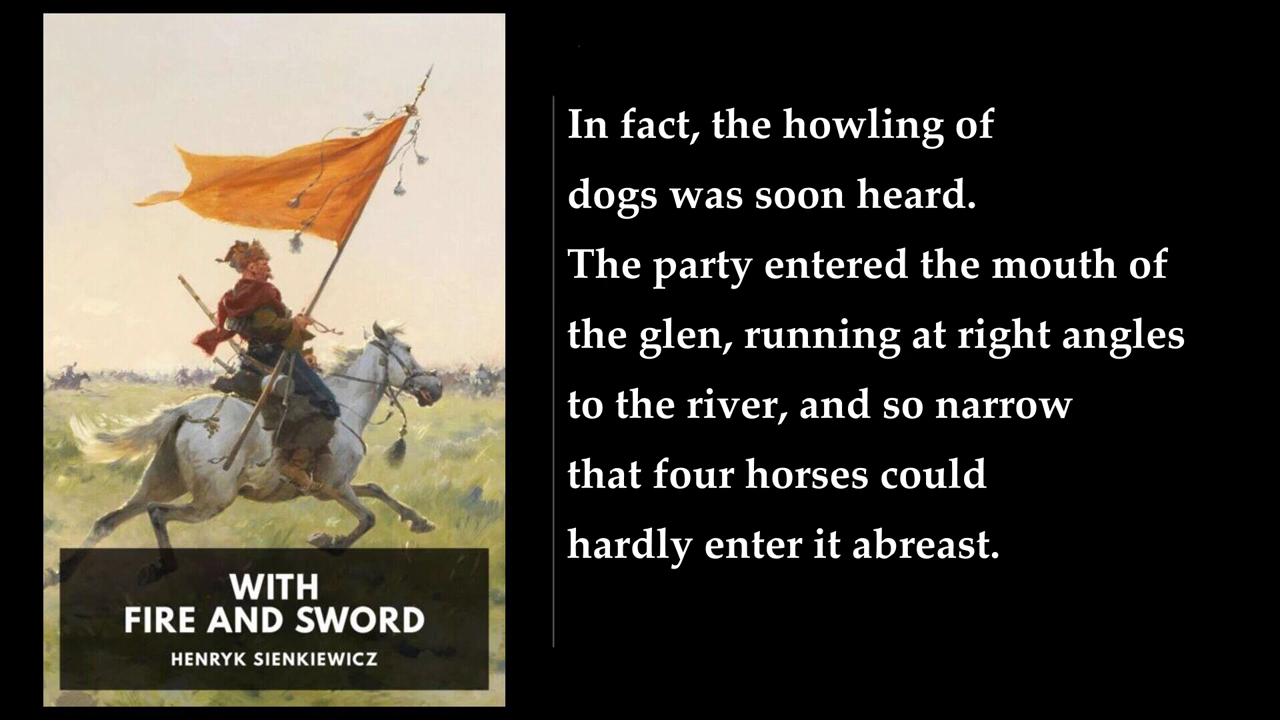 WITH
FIRE AND SWORD
HENRYK SIENKIEWICZ
In fact, the howling of
dogs was soon heard.
The party entered the mouth of
the glen, running at right angles
to the river, and so narrow
that four horses could
hardly enter it abreast.